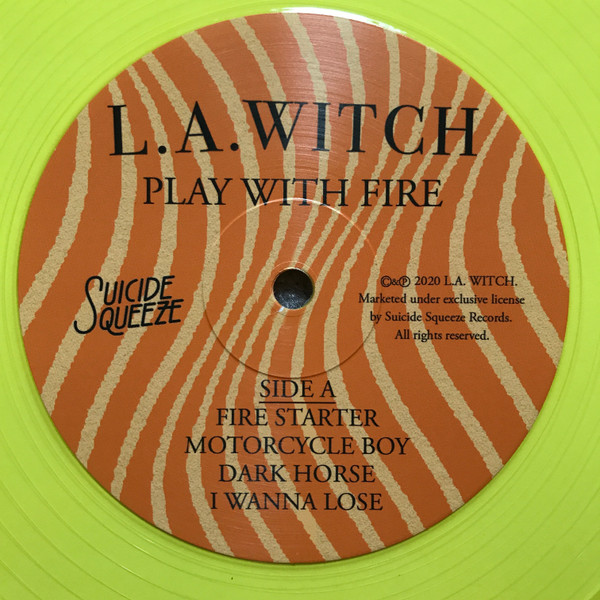 L.A.WITCH
PLAY WITH FIRE
SUICIDE
SQUEEZE
©&℗ 2020 L.A. WITCH.
Marketed under exclusive license
by Suicide Squeeze Records.
All rights reserved.
SIDE A
FIRE STARTER
MOTORCYCLE BOY
DARK HORSE
I WANNA LOSE